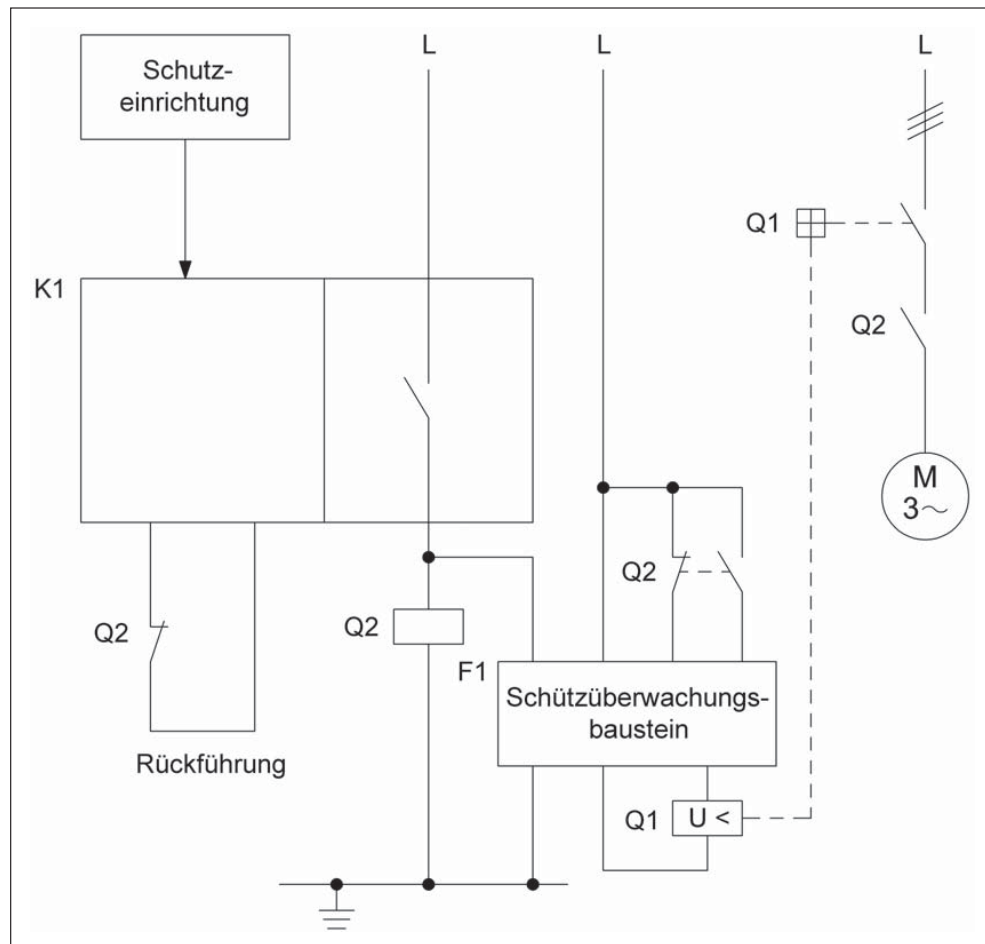 Schutz-
einrichtung
L
L
L
Q1
K1
Q2
M
3~
Q2
Q2
Q2
F1
Schützüberwachungs-
baustein
Rückführung
Q1
U <